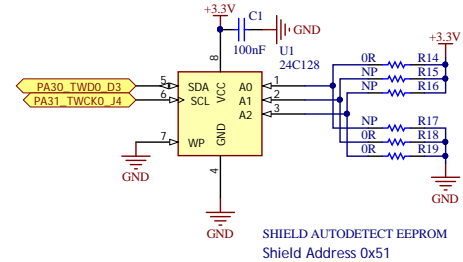 +3.3V
C1
GND
100nF
U1
24C128
+3.3V
8
VCC
PA30_TWD0_D3
5
SDA
A0
1
0R
R14
PA31_TWCK0_J4
6
SCL
A1
2
NP
R15
A2
3
NP
R16
7
WP
GND
NP
R17
0R
R18
0R
R19
4
GND
GND
GND
SHIELD AUTODETECT EEPROM
Shield Address 0x51